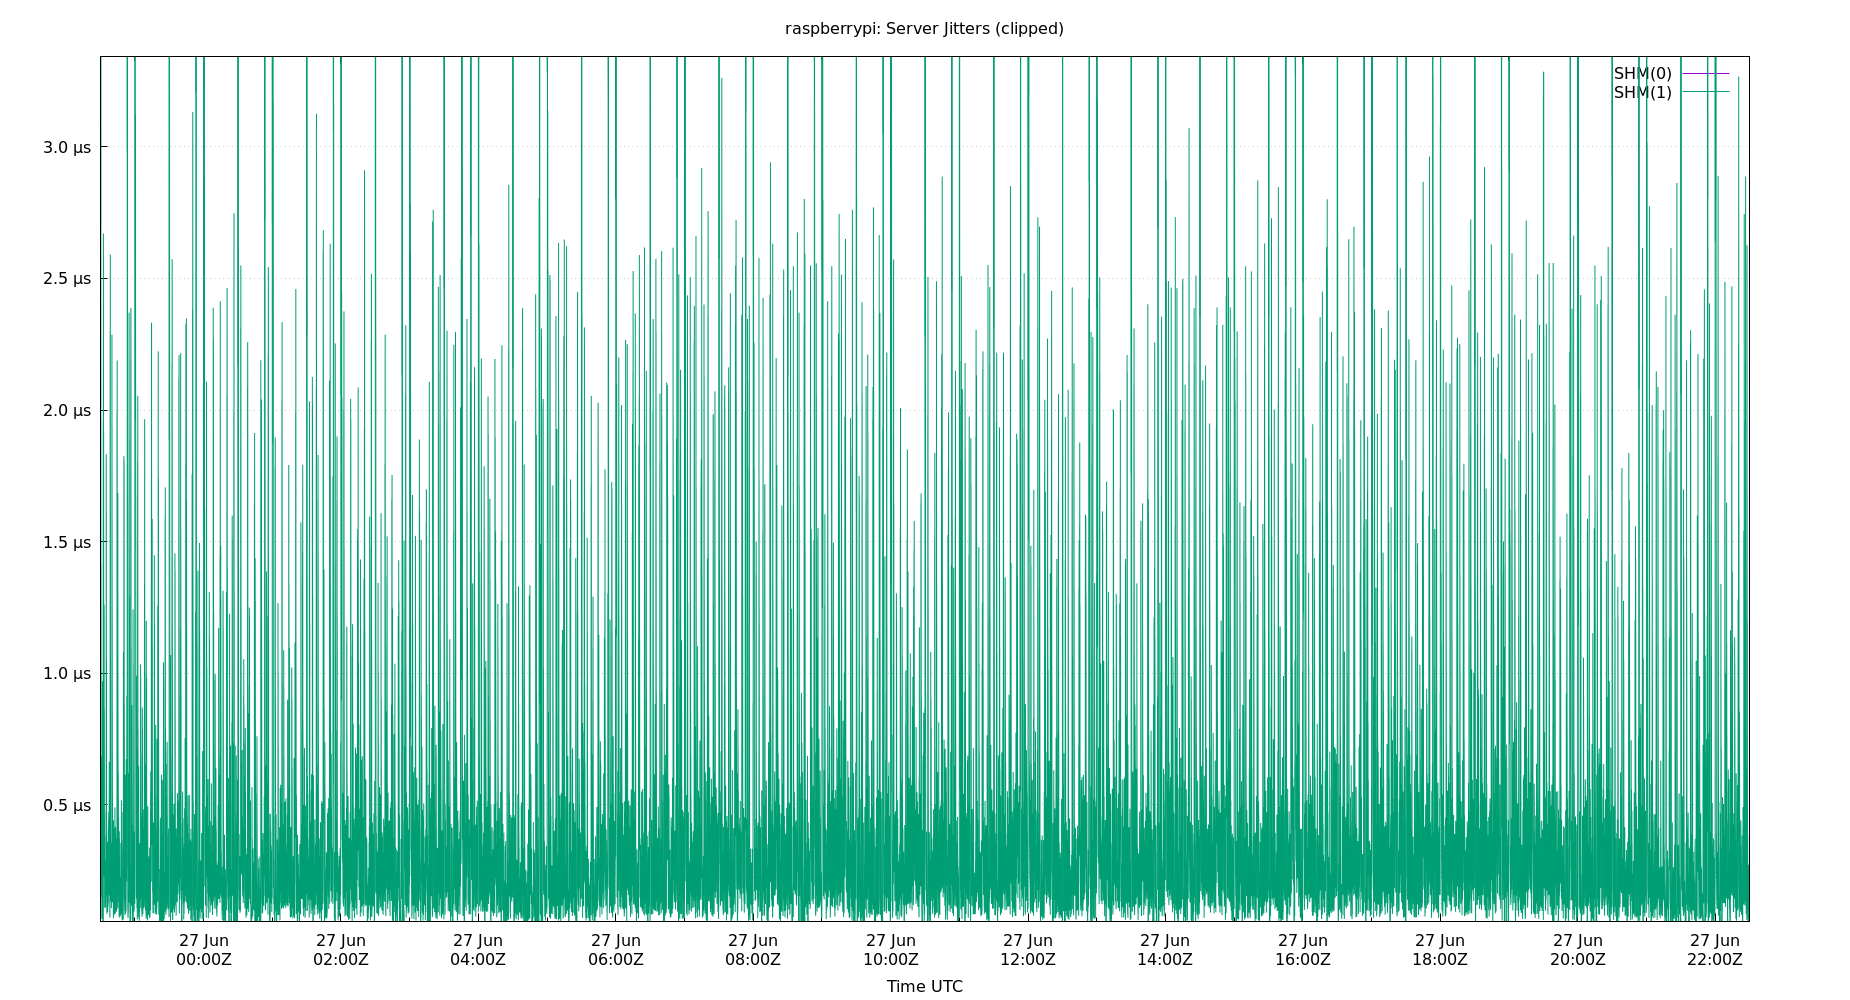 raspberrypi: Server Jitters (clipped)
SHM(0)
SHM(1)
3.0 µs
2.5 µs
2.0 µs
1.5 µs
1.0 µs
0.5 µs
27 Jun 27 Jun 27 Jun 27 Jun 27 Jun 27 Jun 27 Jun 27 Jun 27 Jun 27 Jun 27 Jun 27 Jun
00:00Z 02:00Z 04:00Z 06:00Z 08:00Z 10:00Z 12:00Z 14:00Z 16:00Z 18:00Z 20:00Z 22:00Z
Time UTC